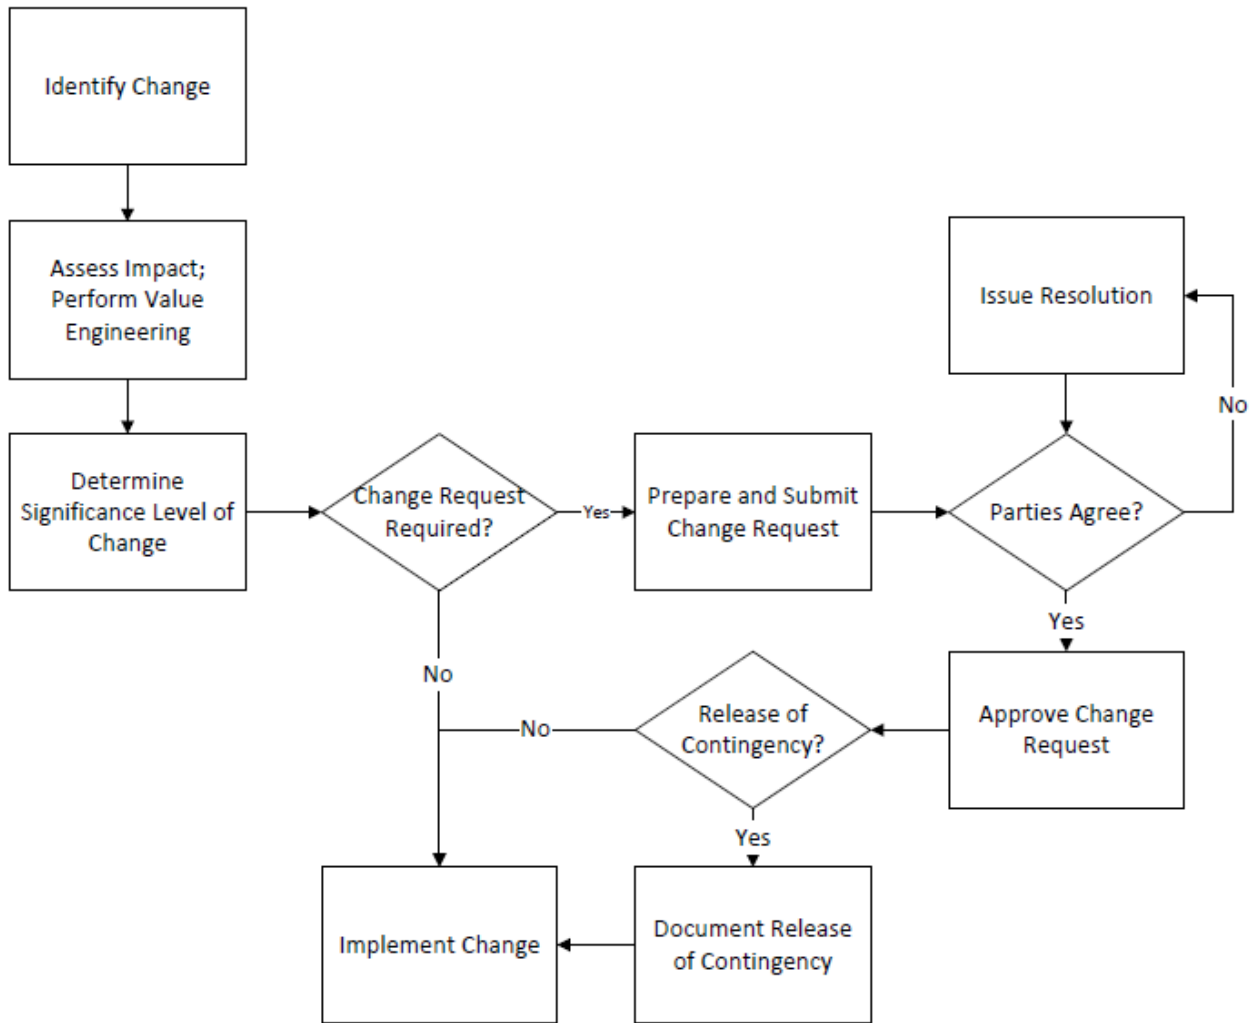 Identify Change
Assess Impact;
Perform Value
Engineering
Issue Resolution
No
Determine
Significance Level of
Change
Change Request
Required?
Yes
Prepare and Submit
Change Request
Parties Agree?
Yes
No
Release of
Contingency?
No
Approve Change
Request
Yes
Implement Change
Document Release
of Contingency